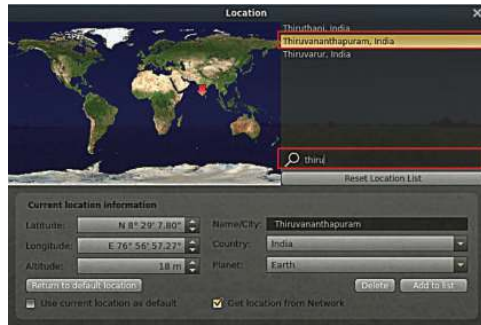 Location
Thiruthani, India
Thiruvananthapuram, India
Thiruvarur, India
thiru
Reset Location List
Current location information
Latitude: N 8° 29' 7.80"
Name/City: Thiruvananthapuram
Longitude: E 76° 56' 57.27"
Country: India
Altitude: 18 m
Planet: Earth
Return to default location
Delete
Add to list
Use current location as default
Get location from Network